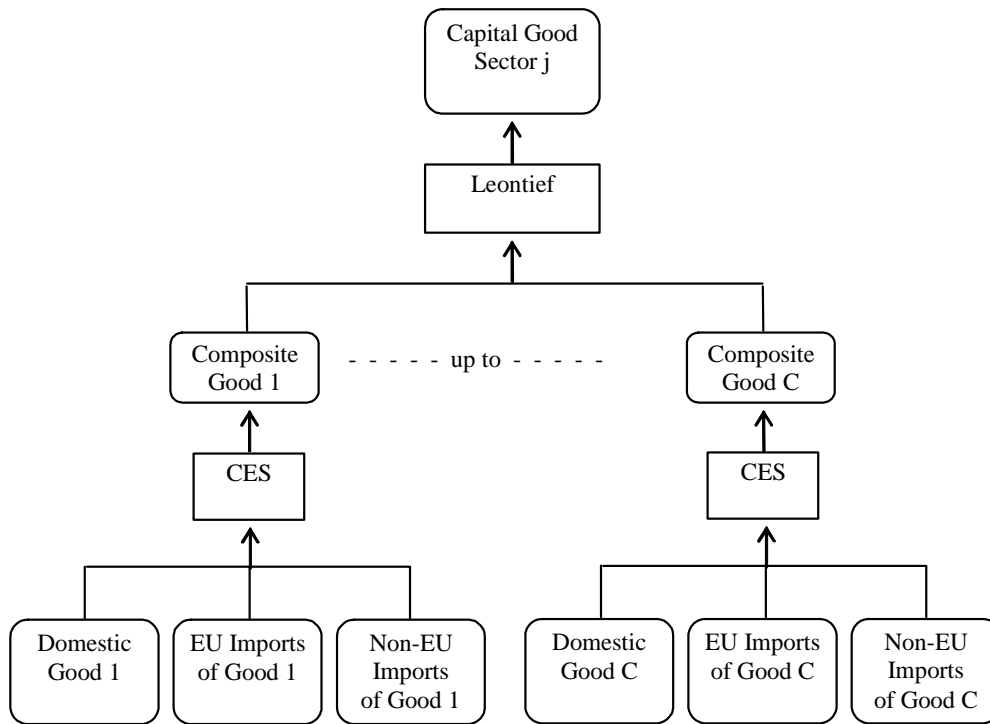 Capital Good
Sector j
Leontief
Composite
Good 1
- - - - - up to - - - - -
Composite
Good C
CES
CES
Domestic
Good 1
EU Imports
of Good 1
Non-EU
Imports
of Good 1
Domestic
Good C
EU Imports
of Good C
Non-EU
Imports
of Good C